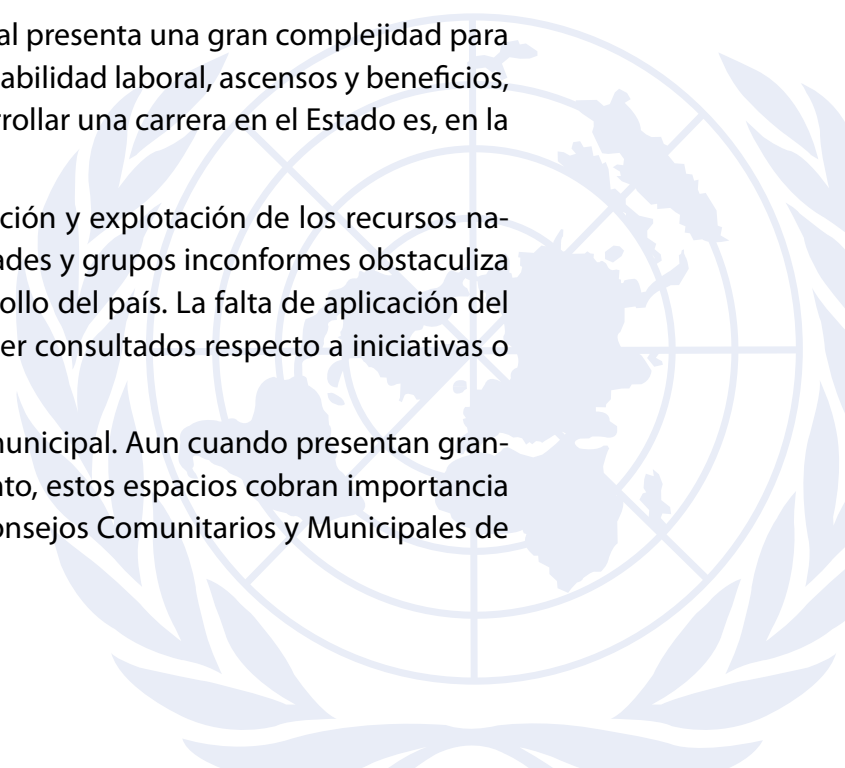 al presenta una gran complejidad para
abilidad laboral, ascensos y beneficios,
rrollar una carrera en el Estado es, en la
ción y explotación de los recursos na-
ades y grupos inconformes obstaculiza
ollo del país. La falta de aplicación del
er consultados respecto a iniciativas o
unicipal. Aun cuando presentan gran-
nto, estos espacios cobran importancia
onsejos Comunitarios y Municipales de